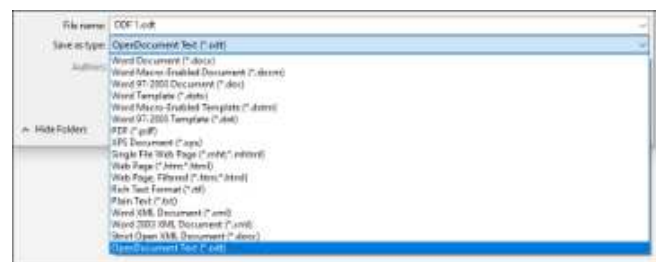 File name: ODF 1.odt
Save as type: OpenDocument Text (*.odt)
Authors:
Word Document (*.docx)
Word Macro-Enabled Document (*.docm)
Word 97-2003 Document (*.doc)
Word Template (*.dotx)
Word Macro-Enabled Template (*.dotm)
Word 97-2003 Template (*.dot)
PDF (*.pdf)
XPS Document (*.xps)
Single File Web Page (*.mht;*.mhtml)
Web Page (*.htm;*.html)
Web Page, Filtered (*.htm;*.html)
Rich Text Format (*.rtf)
Plain Text (*.txt)
Word XML Document (*.xml)
Word 2003 XML Document (*.xml)
Strict Open XML Document (*.docx)
OpenDocument Text (*.odt)
Hide Folders